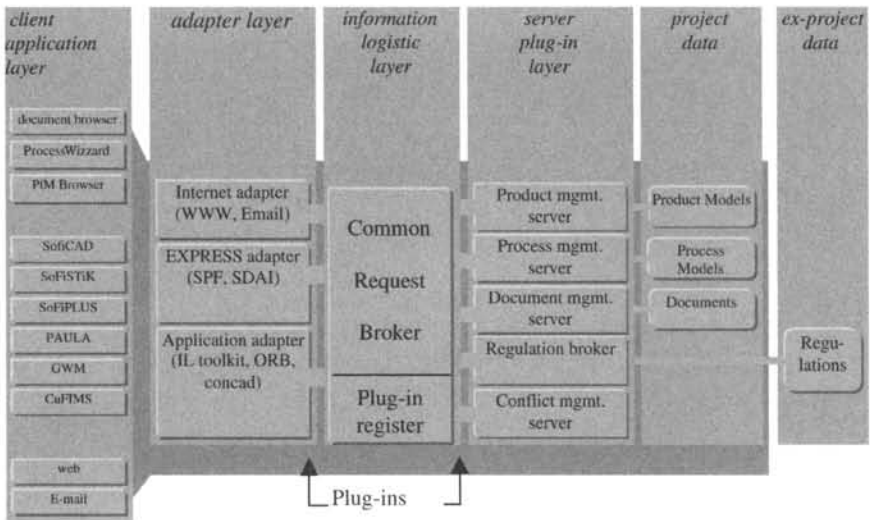 client
application
layer
adapter layer
information
logistic
layer
server
plug-in
layer
project
data
ex-project
data
document browser
ProcessWizzard
PtM Browser
SofiCAD
SoFiSTiK
SoFiPLUS
PAULA
GWM
CuFIMS
web
E-mail
Internet adapter
(WWW, Email)
EXPRESS adapter
(SPF, SDAI)
Application adapter
(IL toolkit, ORB,
concad)
Common
Request
Broker
Plug-in
register
Product mgmt.
server
Process mgmt.
server
Document mgmt.
server
Regulation broker
Conflict mgmt.
server
Product Models
Process
Models
Documents
Regu-
lations
Plug-ins